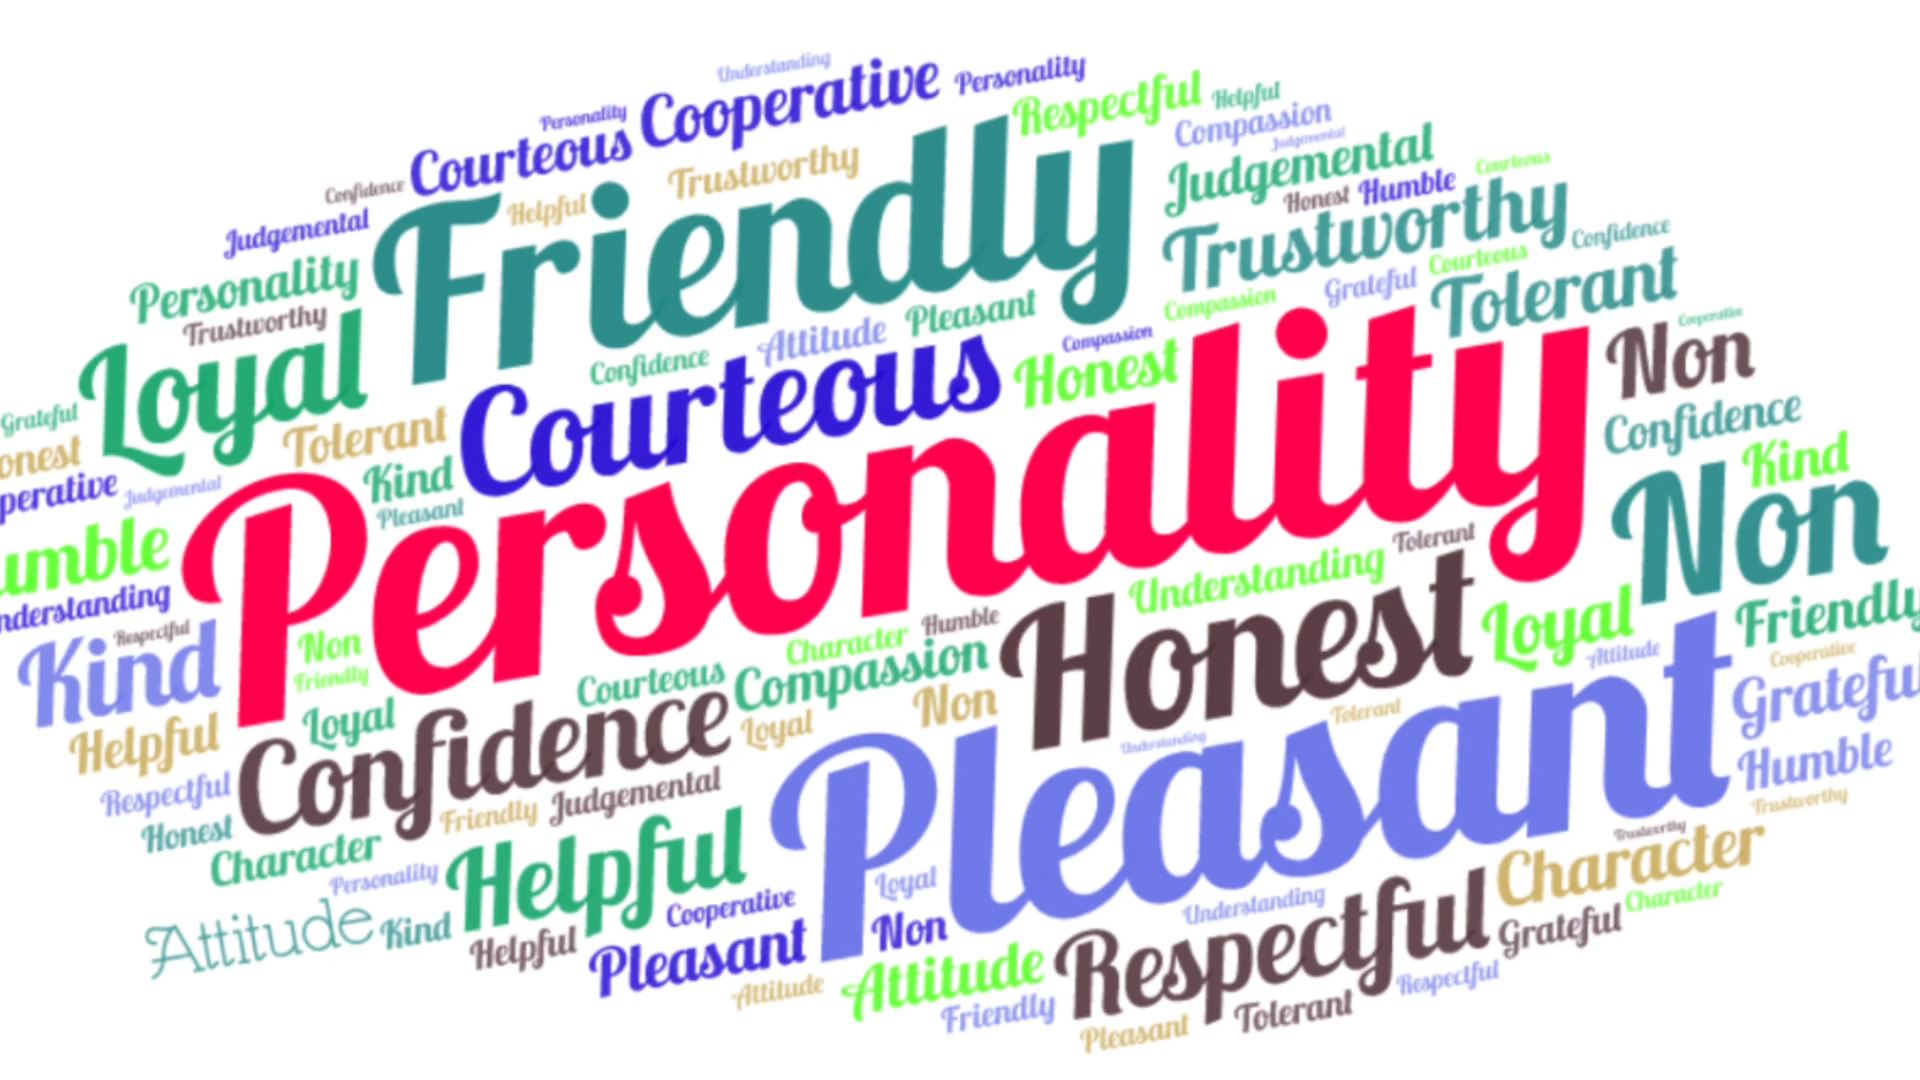 Understanding
Cooperative
Personality
Personality
Respectful
Helpful
Courteous
Compassion
Judgemental
Trustworthy
Judgemental
Confidence
Friendly
Helpful
Honest
Humble
Courteous
Judgemental
Trustworthy
Confidence
Personality
Courteous
Grateful
Tolerant
Trustworthy
Compassion
Pleasant
Attitude
Loyal
Confidence
Courteous
Compassion
Honest
Cooperative
Non
Grateful
Tolerant
Personality
Confidence
onest
Kind
Kind
perative
Judgemental
Pleasant
Non
umble
Tolerant
Understanding
nderstanding
Honest
Loyal
Friendly
Respectful
Kind
Non
Humble
Character
Attitude
Cooperative
Friendly
Courteous
Compassion
Gratefu
Helpful
Loyal
Confidence
Loyal
Non
Tolerant
Understanding
Pleasant
Humble
Respectful
Judgemental
Trustworthy
Honest
Friendly
Trustworthy
Character
Character
Helpful
Personality
Loyal
Character
Attitude
Kind
Cooperative
Understanding
Respectful
Grateful
Helpful
Pleasant
Non
Attitude
Attitude
Respectful
Friendly
Tolerant
Pleasant